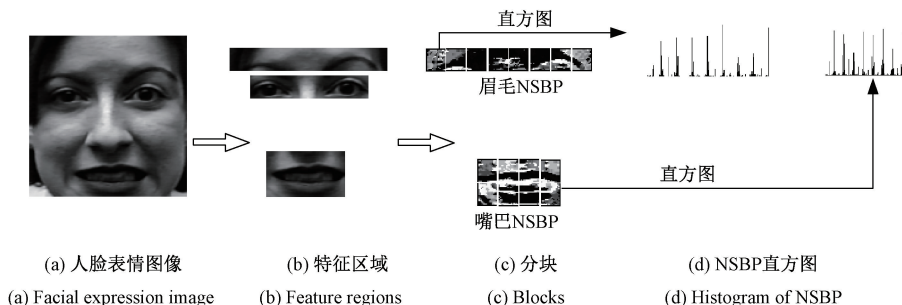 直方图
眉毛NSBP
直方图
嘴巴NSBP
(a) 人脸表情图像
(b) 特征区域
(c) 分块
(d) NSBP直方图
(a) Facial expression image
(b) Feature regions
(c) Blocks
(d) Histogram of NSBP